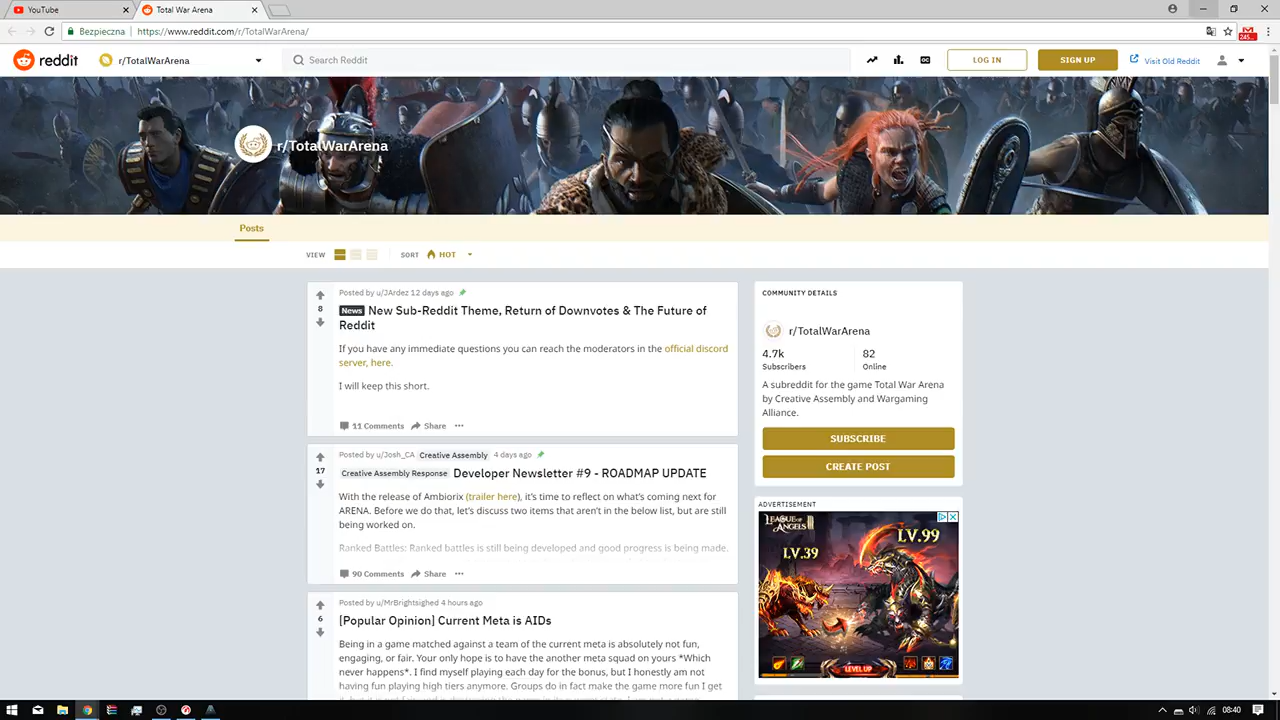 YouTube
Total War Arena
Bezpieczna
https://www.reddit.com/r/TotalWarArena/
245...
reddit
r/TotalWarArena
Search Reddit
LOG IN
SIGN UP
Visit Old Reddit
r/TotalWarArena
Posts
VIEW
SORT
HOT
Posted by u/JArdez 12 days ago
8
News New Sub-Reddit Theme, Return of Downvotes & The Future of
Reddit
If you have any immediate questions you can reach the moderators in the official discord
server, here.
I will keep this short.
11 Comments
Share
Posted by u/Josh_CA Creative Assembly 4 days ago
17
Creative Assembly Response Developer Newsletter #9 - ROADMAP UPDATE
With the release of Ambiorix (trailer here), it's time to reflect on what's coming next for
ARENA. Before we do that, let's discuss two items that aren't in the below list, but are still
being worked on.
Ranked Battles: Ranked battles is still being developed and good progress is being made.
90 Comments
Share
Posted by u/MrBrightsighed 4 hours ago
6
[Popular Opinion] Current Meta is AIDs
Being in a game matched against a team of the current meta is absolutely not fun,
engaging, or fair. Your only hope is to have the another meta squad on yours *Which
never happens*. I find myself playing each day for the bonus, but I honestly am not
having fun playing high tiers anymore. Groups do in fact make the game more fun I get
COMMUNITY DETAILS
r/TotalWarArena
4.7k
82
Subscribers
Online
A subreddit for the game Total War Arena
by Creative Assembly and Wargaming
Alliance.
SUBSCRIBE
CREATE POST
ADVERTISEMENT
LEAGUE OF
ANGELS III
LV.99
LV.39
LEVEL UP
08:40